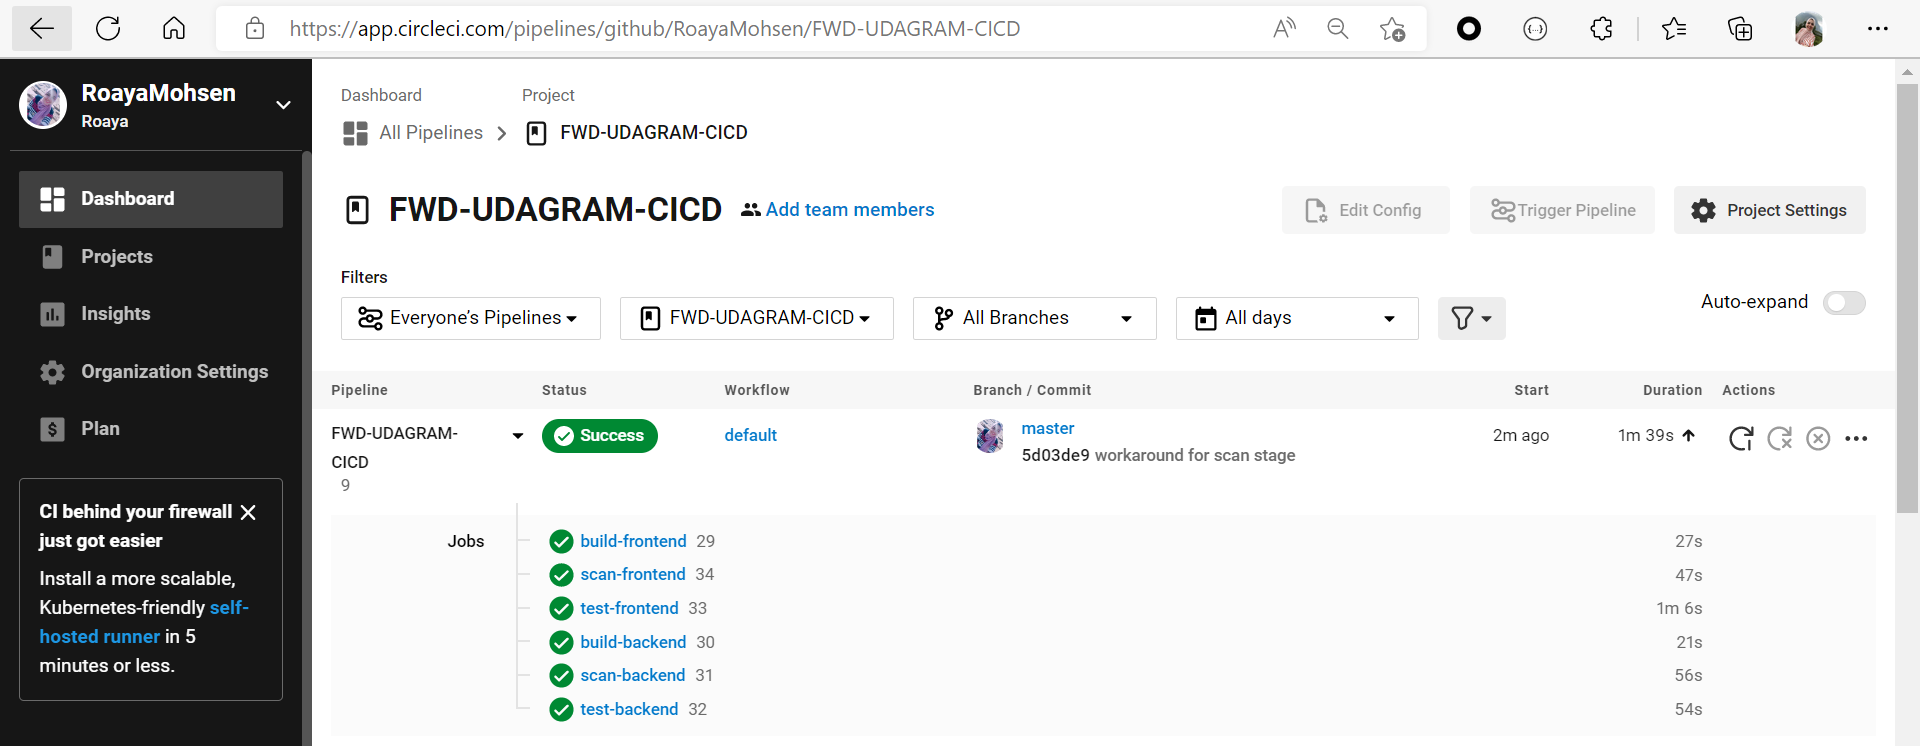 https://app.circleci.com/pipelines/github/RoayaMohsen/FWD-UDAGRAM-CICD
RoayaMohsen
Roaya
Dashboard
Projects
Insights
Organization Settings
Plan
CI behind your firewall
just got easier
Install a more scalable,
Kubernetes-friendly self-
hosted runner in 5
minutes or less.
Dashboard Project
All Pipelines FWD-UDAGRAM-CICD
FWD-UDAGRAM-CICD Add team members
Edit Config Trigger Pipeline Project Settings
Filters
Everyone’s Pipelines FWD-UDAGRAM-CICD All Branches All days
Auto-expand
Pipeline Status Workflow Branch / Commit Start Duration Actions
FWD-UDAGRAM-
CICD
9
Success default
master
5d03de9 workaround for scan stage
2m ago 1m 39s
Jobs
build-frontend 29 27s
scan-frontend 34 47s
test-frontend 33 1m 6s
build-backend 30 21s
scan-backend 31 56s
test-backend 32 54s